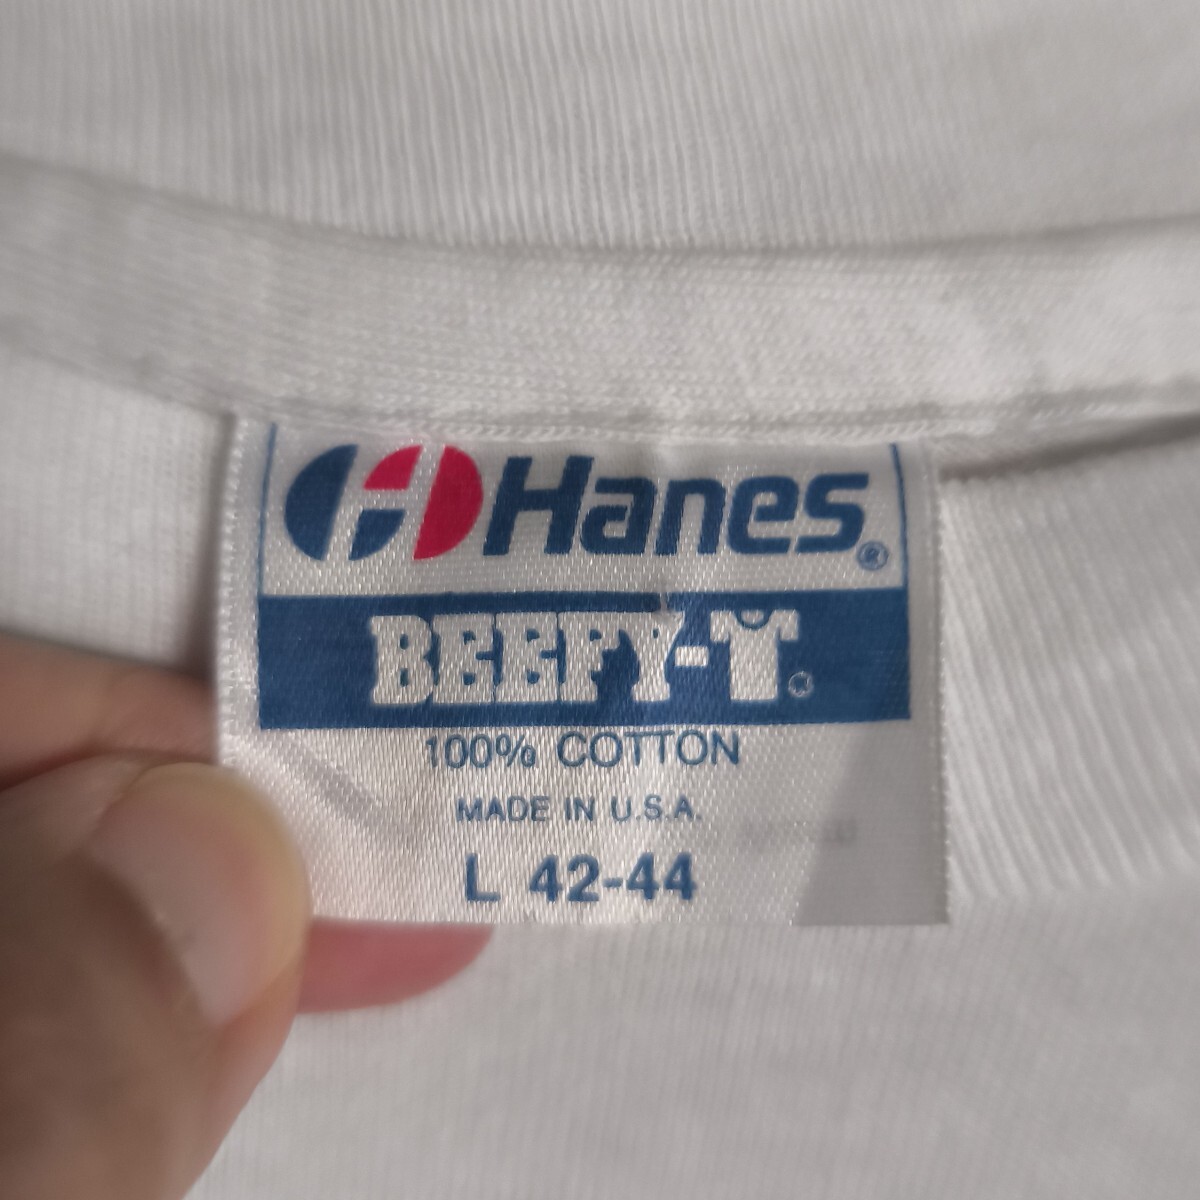 Hanes®
BEEFY-T®
100% COTTON
MADE IN U.S.A.
L 42-44